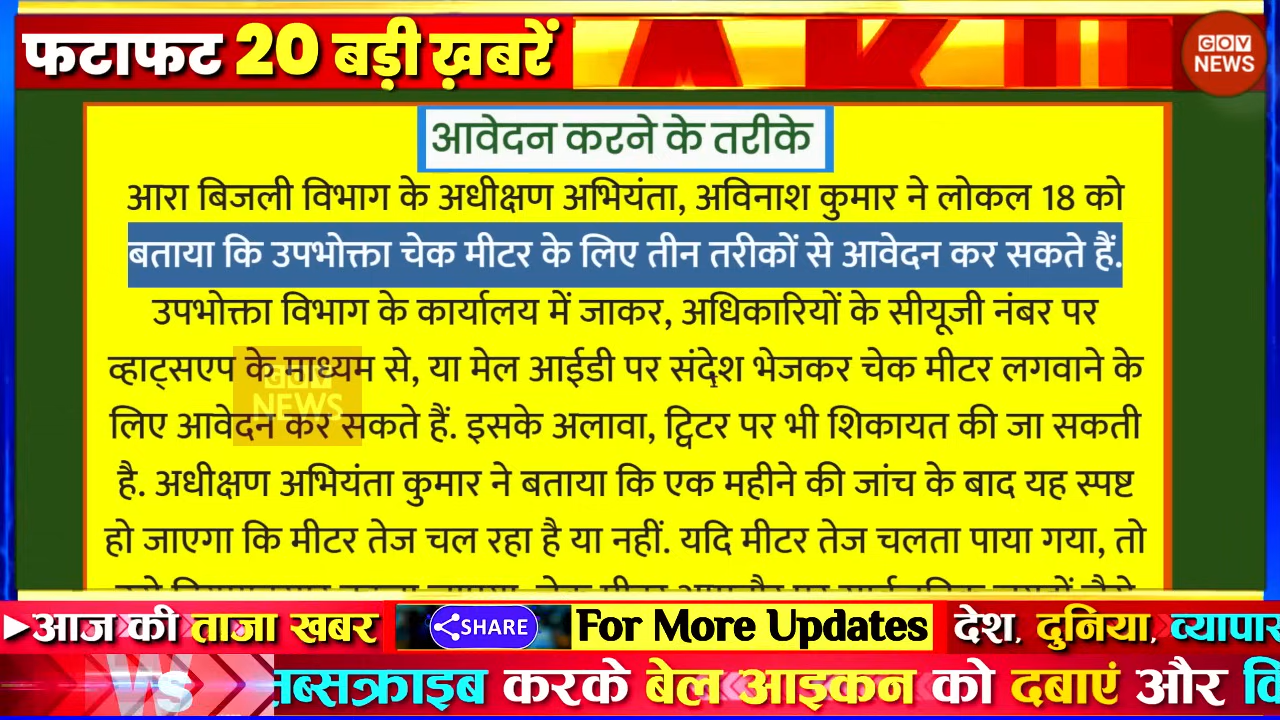 फटाफट 20 बड़ी ख़बरें
GOV
NEWS
आवेदन करने के तरीके
आरा बिजली विभाग के अधीक्षण अभियंता, अविनाश कुमार ने लोकल 18 को
बताया कि उपभोक्ता चेक मीटर के लिए तीन तरीकों से आवेदन कर सकते हैं.
उपभोक्ता विभाग के कार्यालय में जाकर, अधिकारियों के सीयूजी नंबर पर
व्हाट्सएप के माध्यम से, या मेल आईडी पर संदेश भेजकर चेक मीटर लगवाने के
GOV
NEWS
लिए आवेदन कर सकते हैं. इसके अलावा, ट्विटर पर भी शिकायत की जा सकती
है. अधीक्षण अभियंता कुमार ने बताया कि एक महीने की जांच के बाद यह स्पष्ट
हो जाएगा कि मीटर तेज चल रहा है या नहीं. यदि मीटर तेज चलता पाया गया, तो
आज की ताजा खबर SHARE For More Updates देश, दुनिया, व्यापार
Vs सब्सक्राइब करके बेल आइकन को दबाएं और